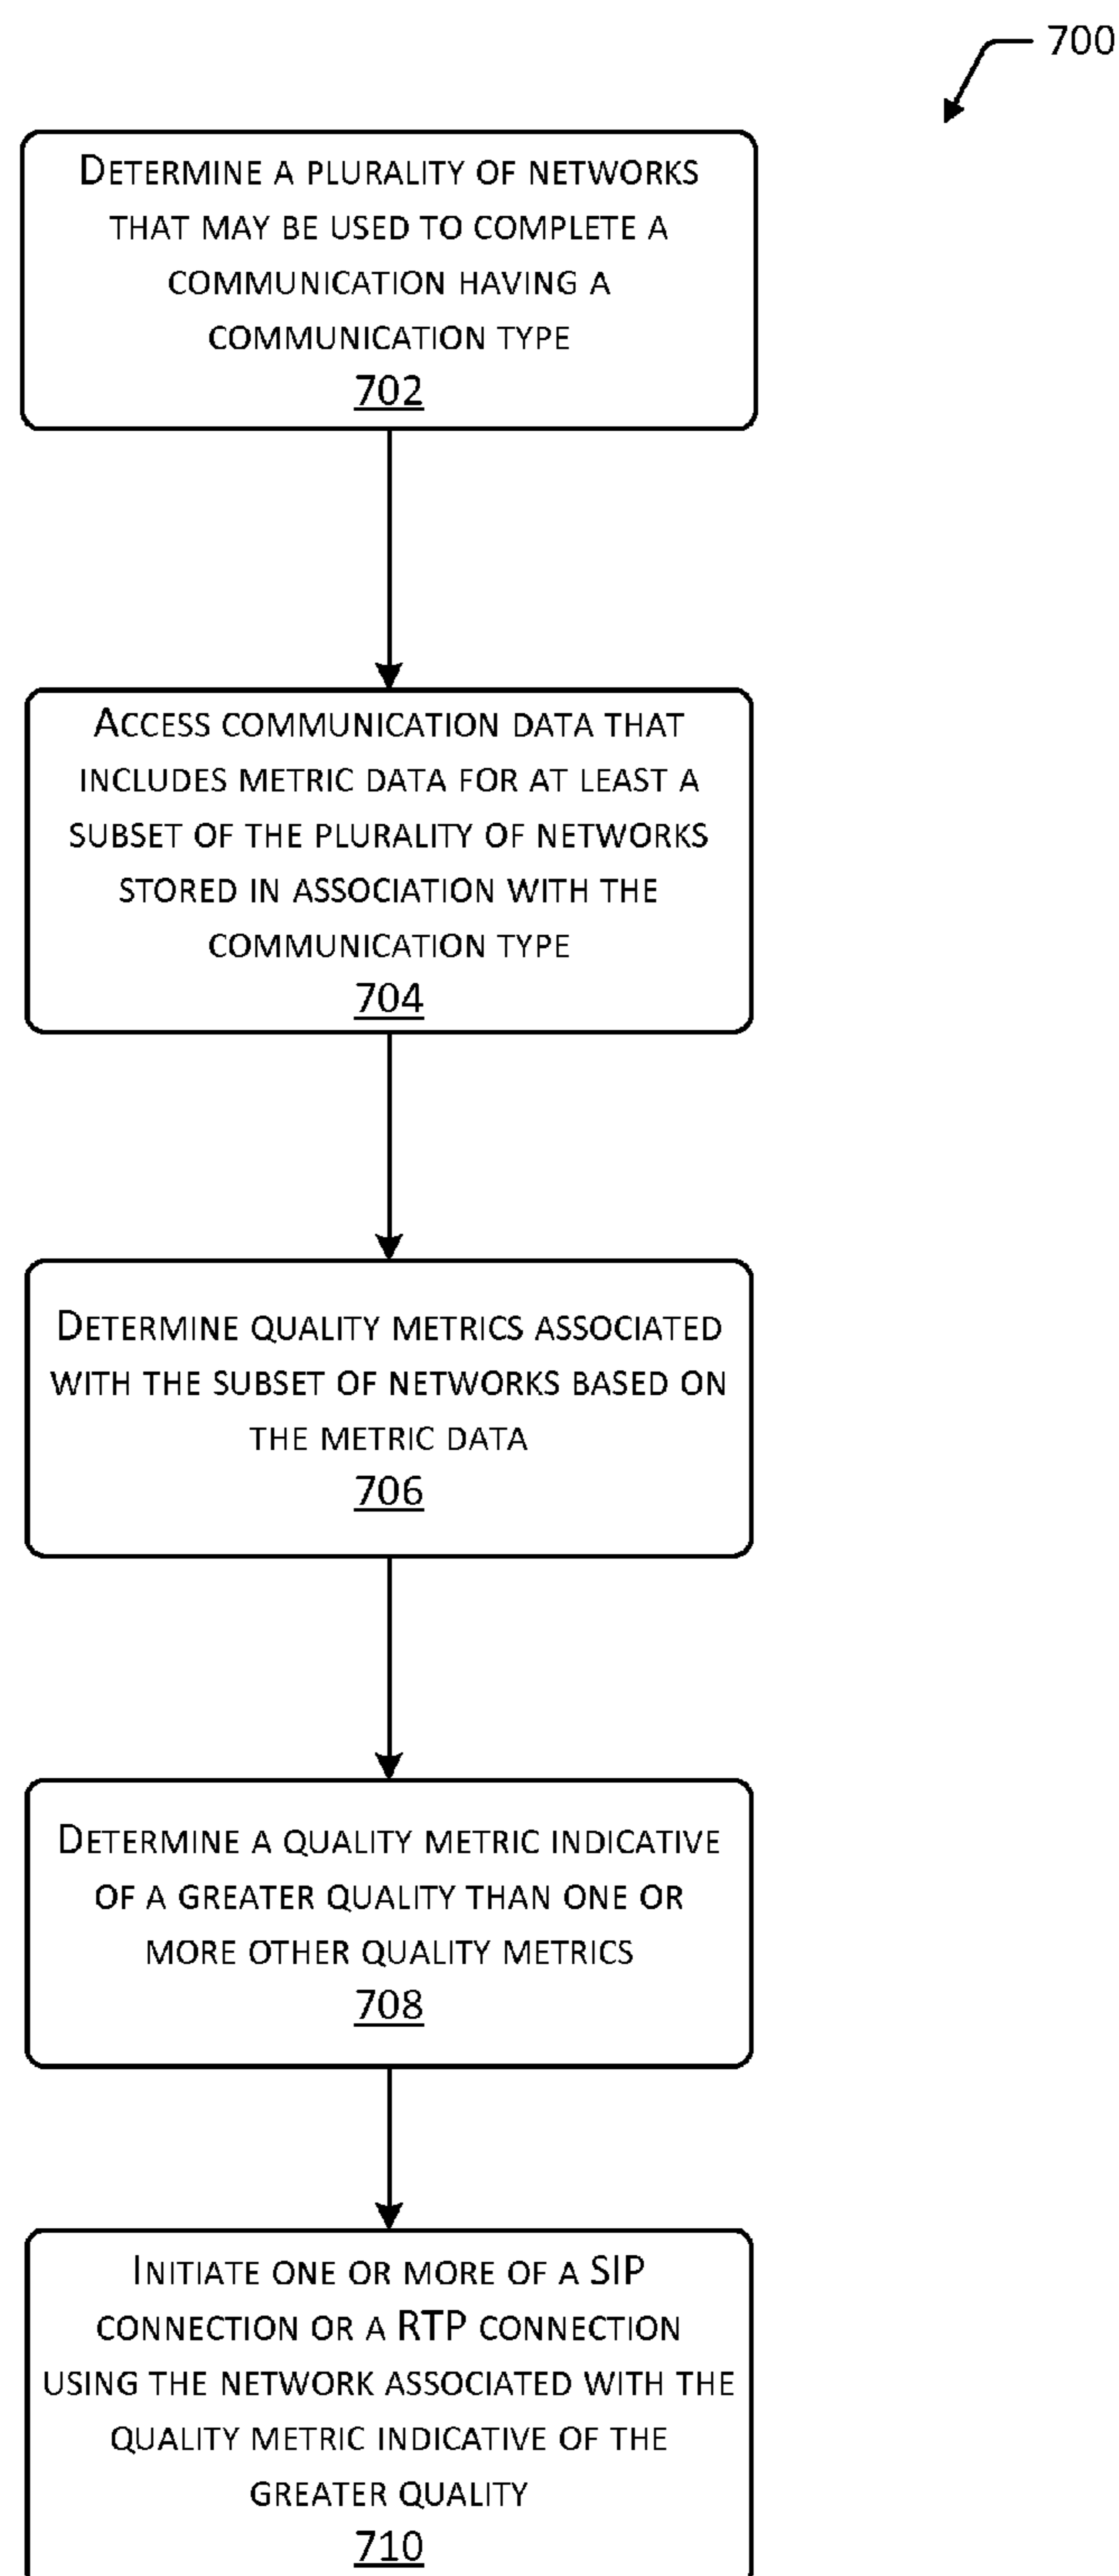 700
DETERMINE A PLURALITY OF NETWORKS
THAT MAY BE USED TO COMPLETE A
COMMUNICATION HAVING A
COMMUNICATION TYPE
702
ACCESS COMMUNICATION DATA THAT
INCLUDES METRIC DATA FOR AT LEAST A
SUBSET OF THE PLURALITY OF NETWORKS
STORED IN ASSOCIATION WITH THE
COMMUNICATION TYPE
704
DETERMINE QUALITY METRICS ASSOCIATED
WITH THE SUBSET OF NETWORKS BASED ON
THE METRIC DATA
706
DETERMINE A QUALITY METRIC INDICATIVE
OF A GREATER QUALITY THAN ONE OR
MORE OTHER QUALITY METRICS
708
INITIATE ONE OR MORE OF A SIP
CONNECTION OR A RTP CONNECTION
USING THE NETWORK ASSOCIATED WITH THE
QUALITY METRIC INDICATIVE OF THE
GREATER QUALITY
710